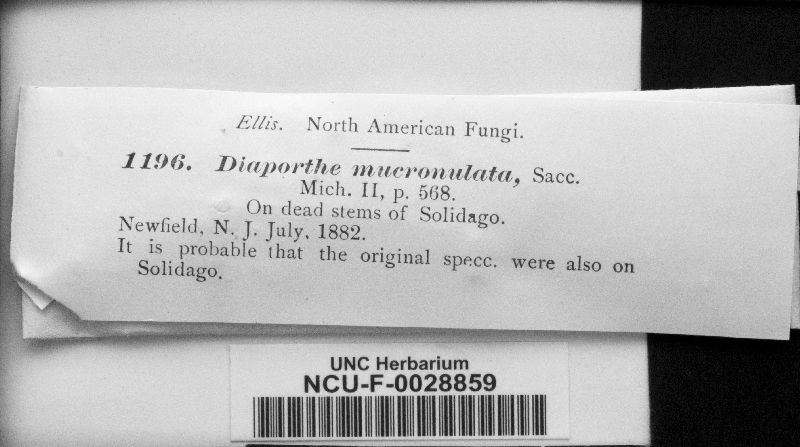 Ellis. North American Fungi.
1196. Diaporthe mucronulata, Sacc.
Mich. II, p. 568.
On dead stems of Solidago.
Newfield, N. J. July, 1882.
It is probable that the original specc. were also on
Solidago.
UNC Herbarium
NCU-F-0028859